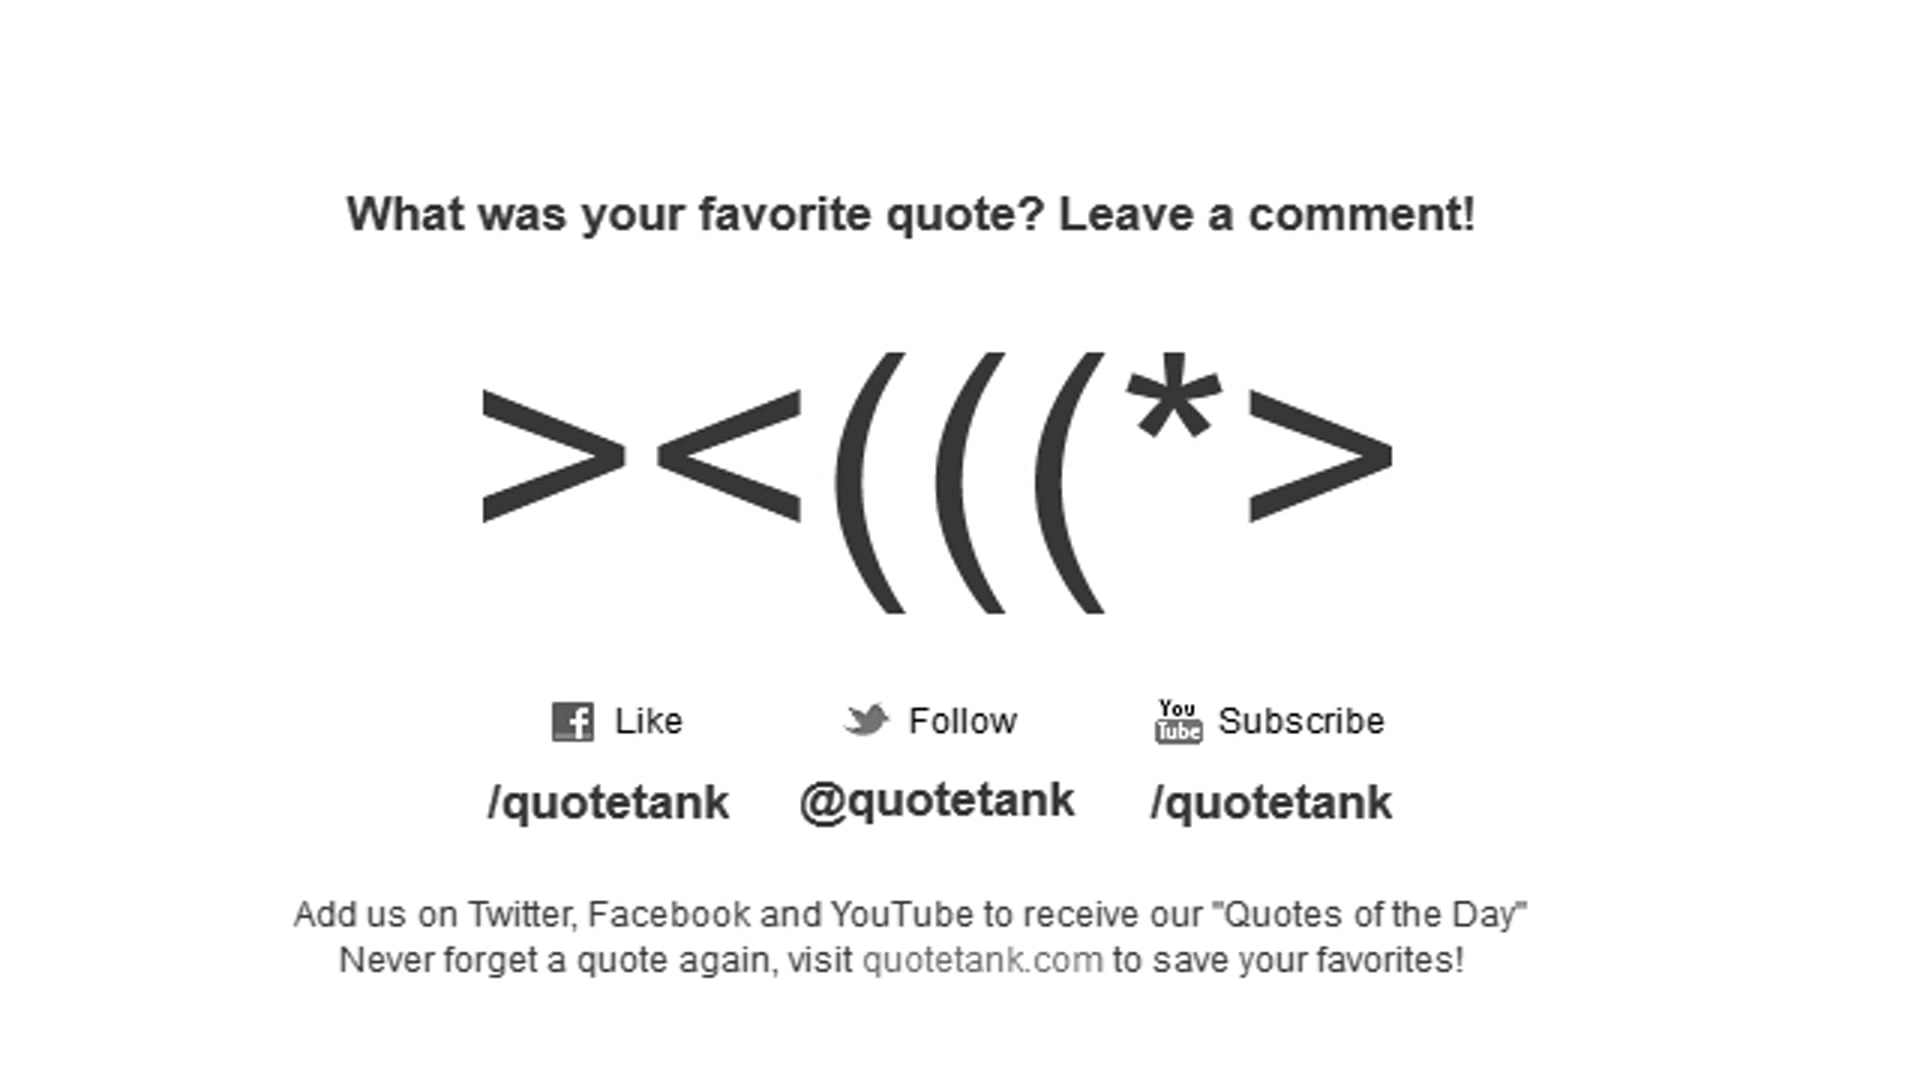 What was your favorite quote? Leave a comment!
><(((*>
Like Follow You Tube Subscribe
/quotetank @quotetank /quotetank
Add us on Twitter, Facebook and YouTube to receive our "Quotes of the Day"
Never forget a quote again, visit quotetank.com to save your favorites!